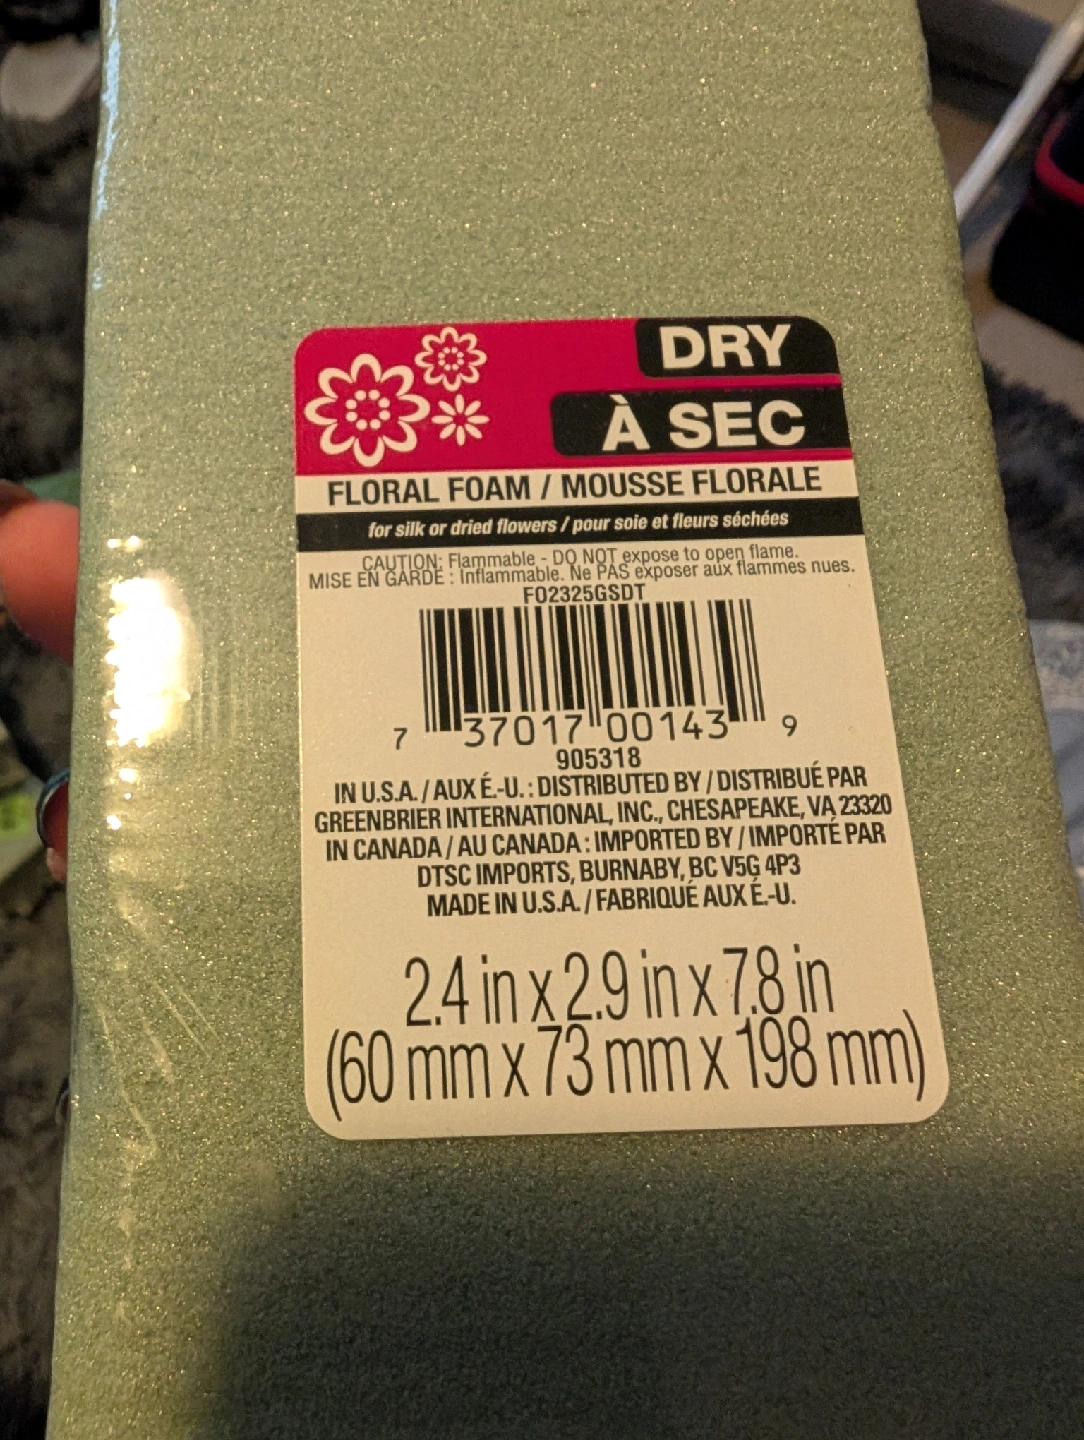 DRY
À SEC
FLORAL FOAM / MOUSSE FLORALE
for silk or dried flowers / pour soie et fleurs séchées
CAUTION: Flammable - DO NOT expose to open flame.
MISE EN GARDE : Inflammable. Ne PAS exposer aux flammes nues.
F02325GSDT
7 37017 00143 9
905318
IN U.S.A. / AUX É.-U. : DISTRIBUTED BY / DISTRIBUÉ PAR
GREENBRIER INTERNATIONAL, INC., CHESAPEAKE, VA 23320
IN CANADA / AU CANADA : IMPORTED BY / IMPORTÉ PAR
DTSC IMPORTS, BURNABY, BC V5G 4P3
MADE IN U.S.A. / FABRIQUÉ AUX É.-U.
2.4 in x 2.9 in x 7.8 in
(60 mm x 73 mm x 198 mm)